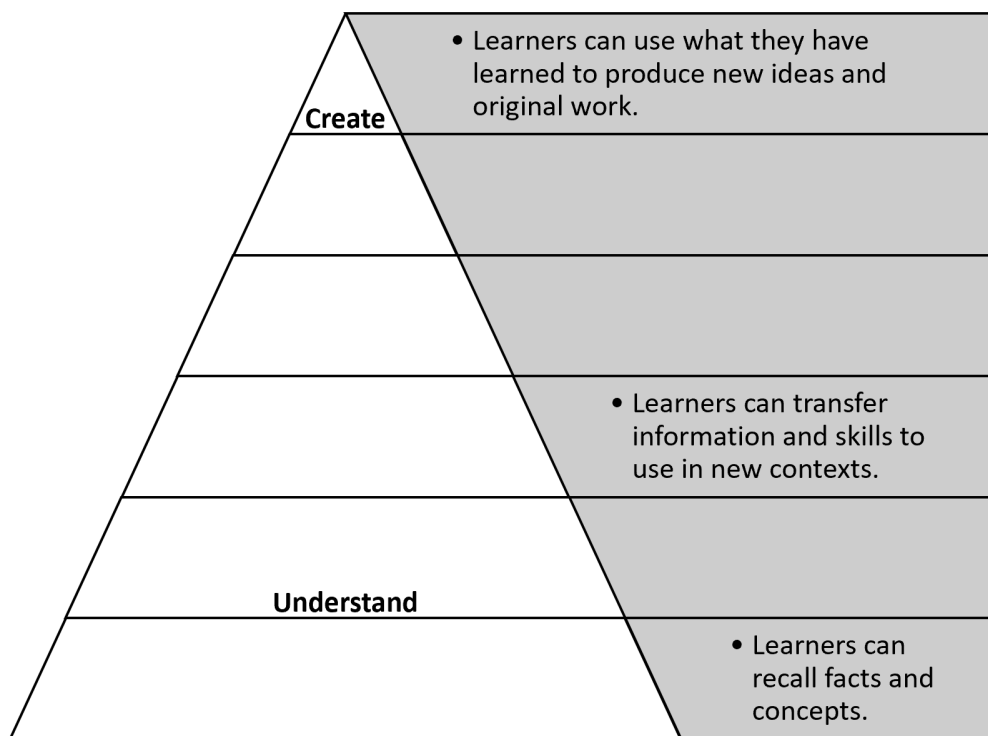 • Learners can use what they have
learned to produce new ideas and
original work.
Create
• Learners can transfer
information and skills to
use in new contexts.
Understand
• Learners can
recall facts and
concepts.